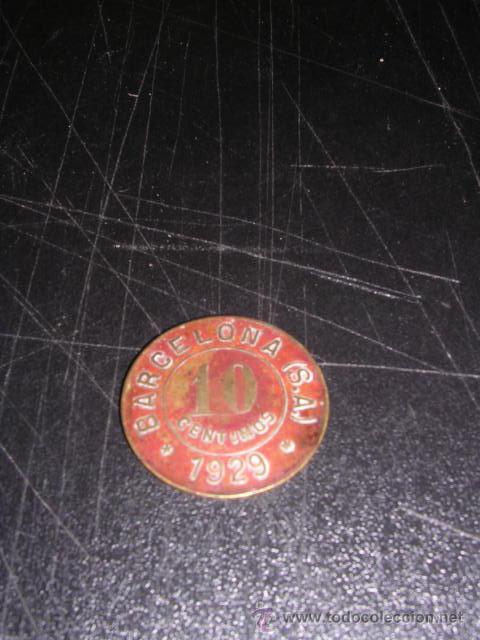 BARCELONA (S.A)
10
CENTIMOS
* 1929 *
www.todocoleccion.net